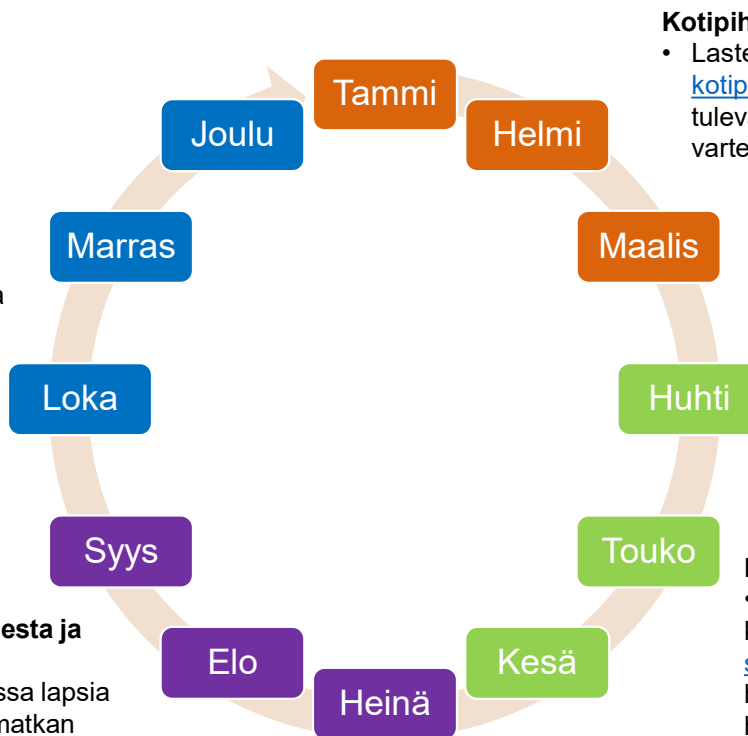 Kotipih
• Laste
kotip
tuleva
varte
Tammi
Helmi
Maalis
Huhti
Touko
Kesä
Heinä
Elo
Syys
Loka
Marras
Joulu
a
esta ja
ssa lapsia
matkan
•
s